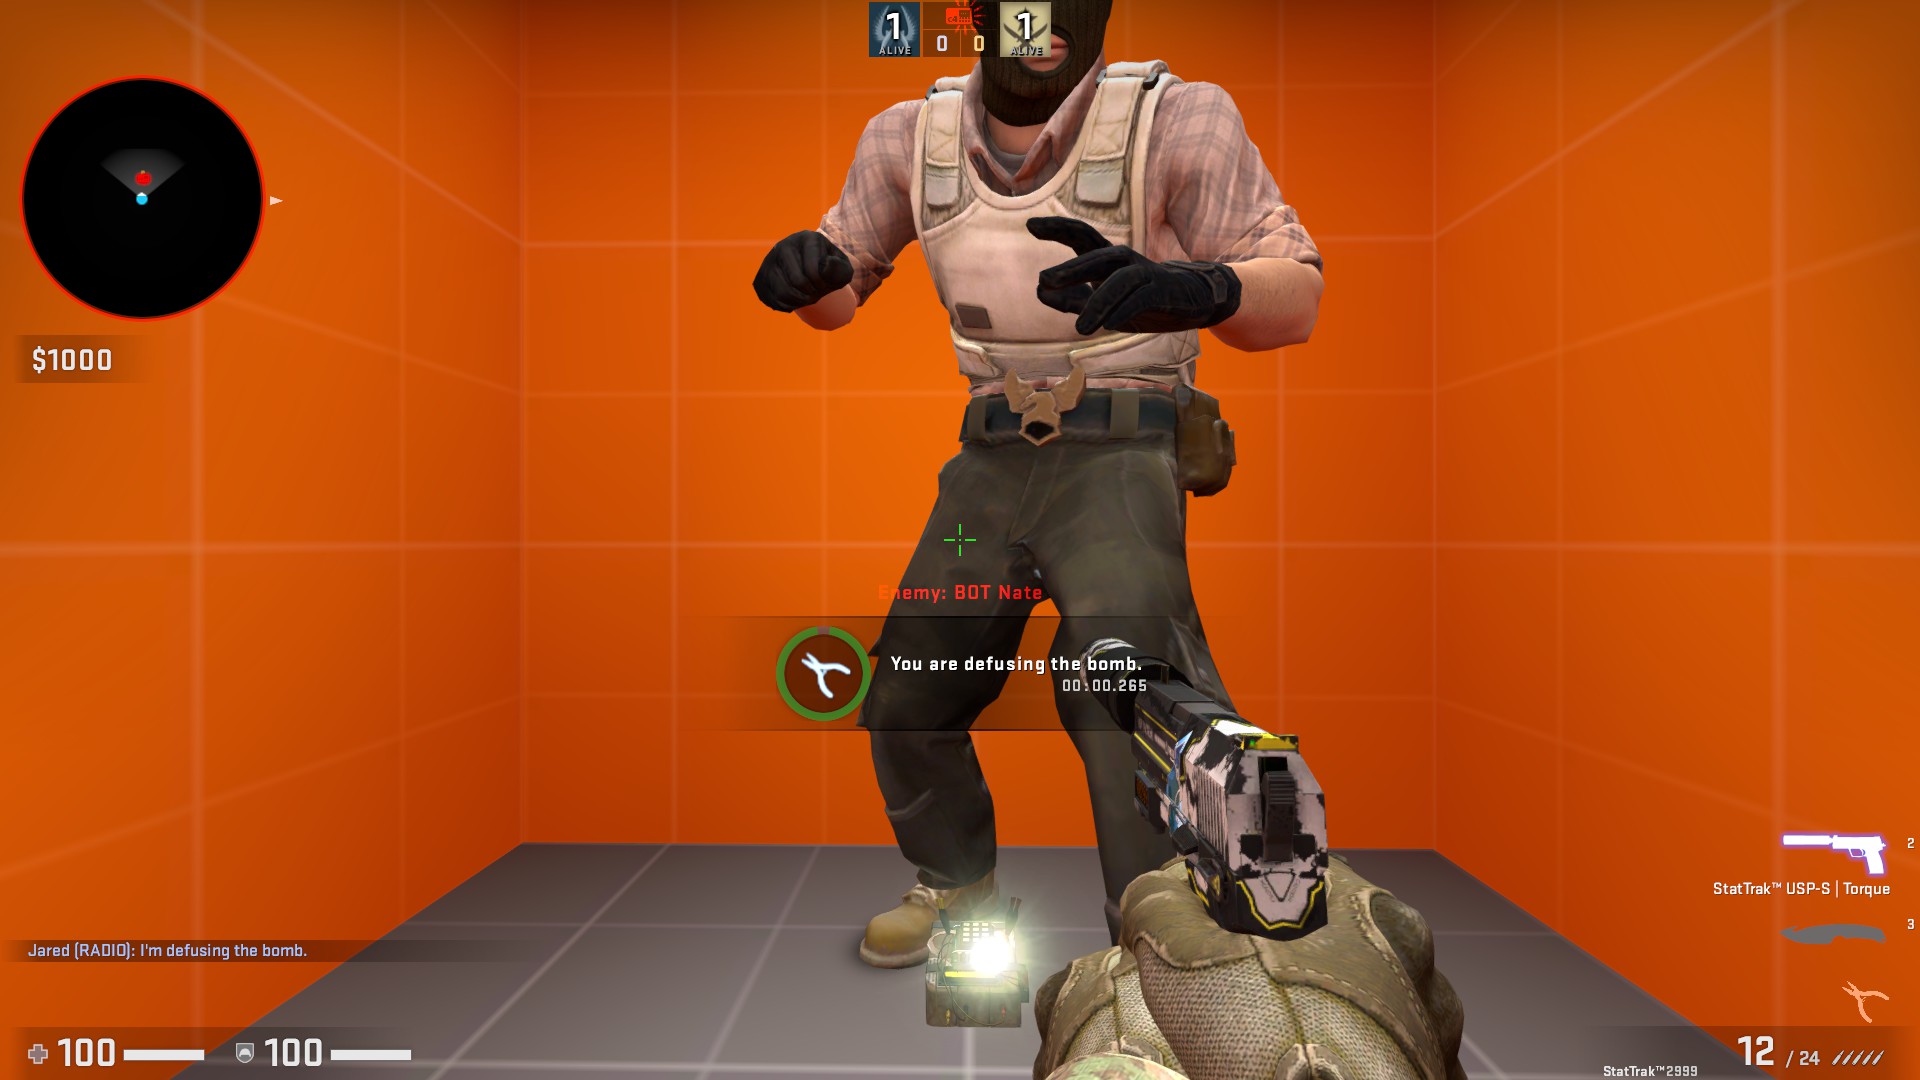 1
ALIVE
0
0
1
ALIVE
$1000
Enemy: BOT Nate
You are defusing the bomb.
00:00.265
2
StatTrak™ USP-S | Torque
3
Jared (RADIO): I'm defusing the bomb.
100
100
12 / 24
StatTrak™2999